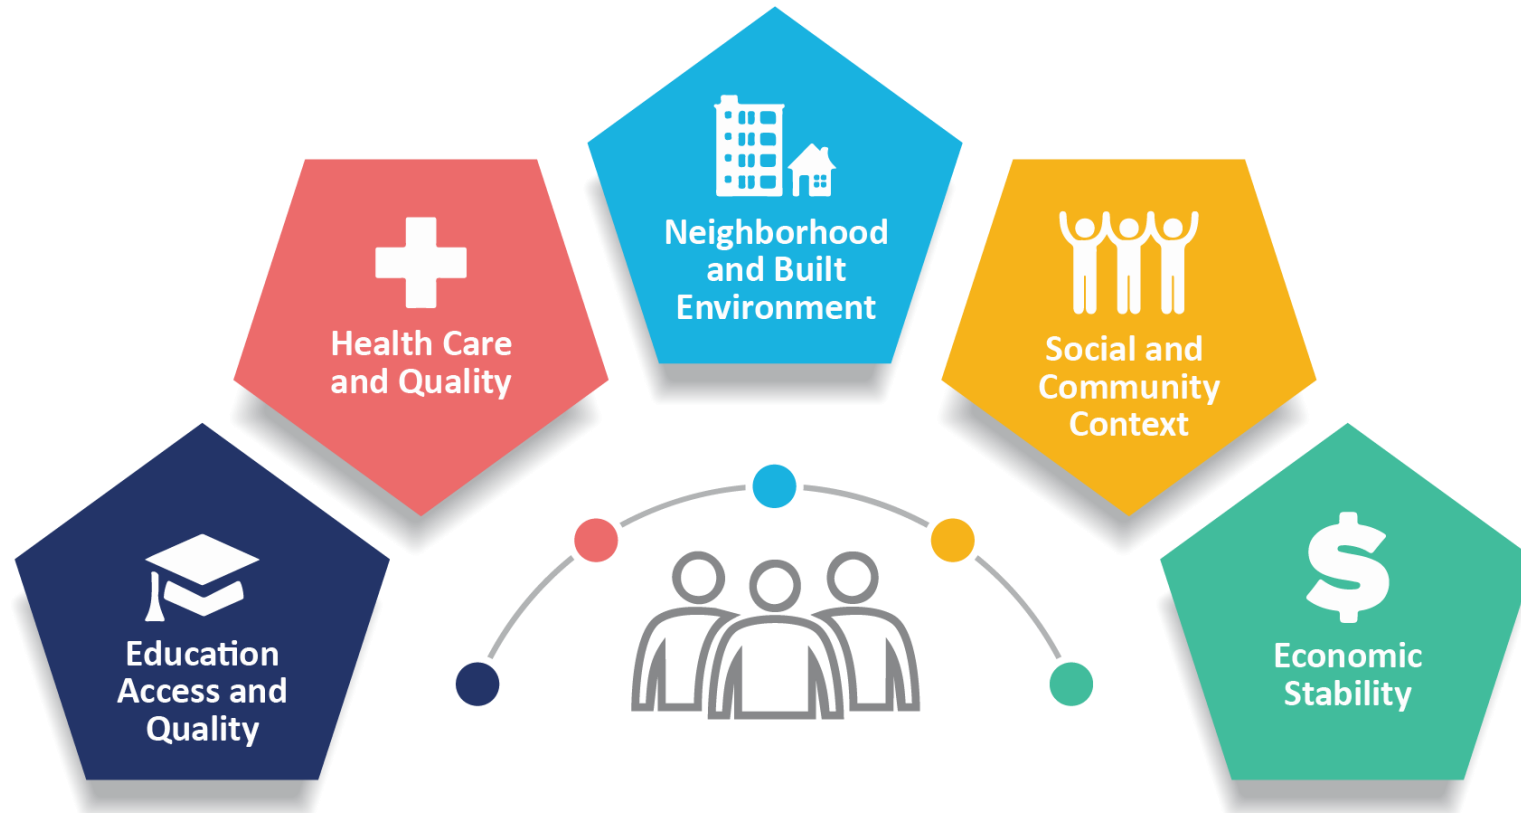 Education
Access and
Quality
Health Care
and Quality
Neighborhood
and Built
Environment
Social and
Community
Context
Economic
Stability